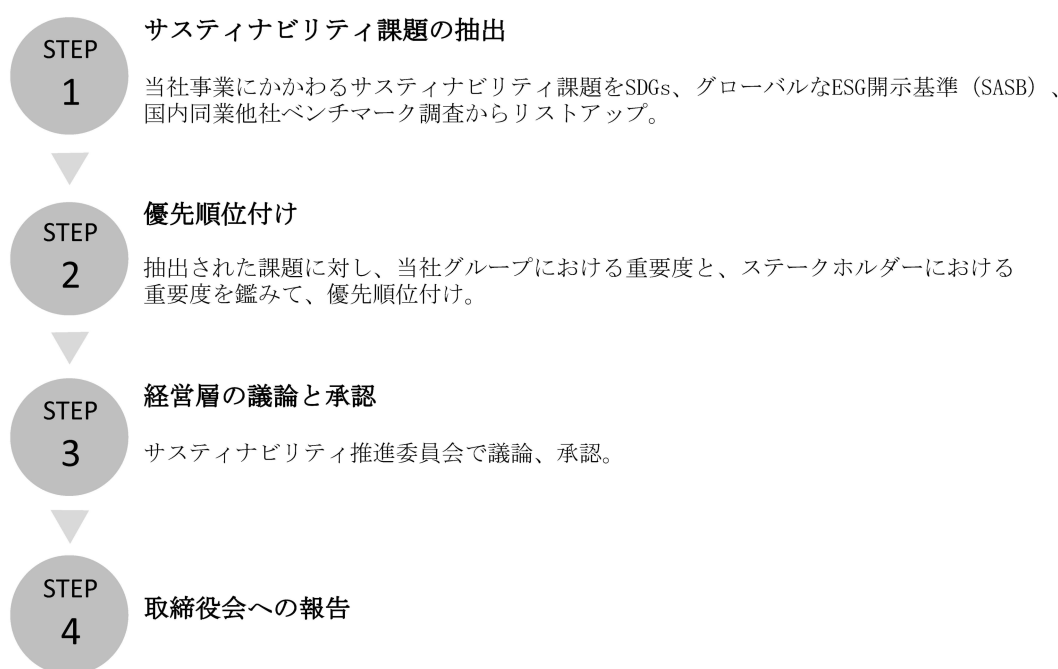 STEP
1
サスティナビリティ課題の抽出
当社事業にかかわるサスティナビリティ課題をSDGs、グローバルなESG開示基準（SASB）、
国内同業他社ベンチマーク調査からリストアップ。
STEP
2
優先順位付け
抽出された課題に対し、当社グループにおける重要度と、ステークホルダーにおける
重要度を鑑みて、優先順位付け。
STEP
3
経営層の議論と承認
サスティナビリティ推進委員会で議論、承認。
STEP
4
取締役会への報告